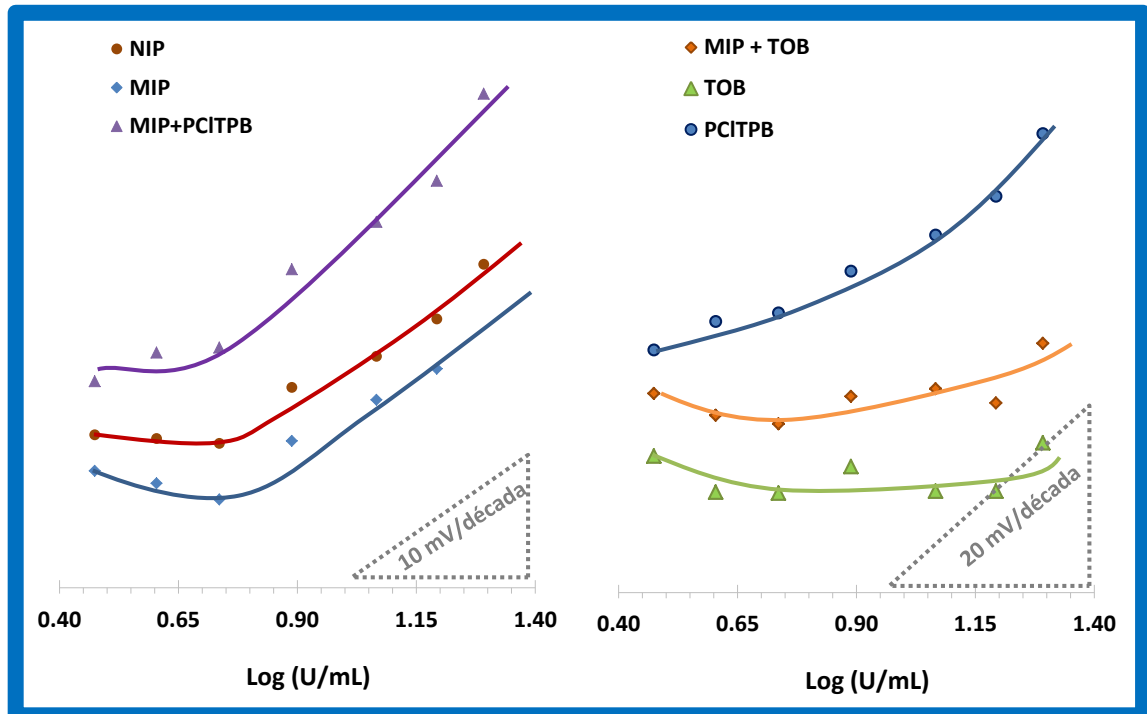 NIP
MIP
MIP+PClTPB
10 mV/década
0.40 0.65 0.90 1.15 1.40
Log (U/mL)
MIP + TOB
TOB
PClTPB
20 mV/década
0.40 0.65 0.90 1.15 1.40
Log (U/mL)